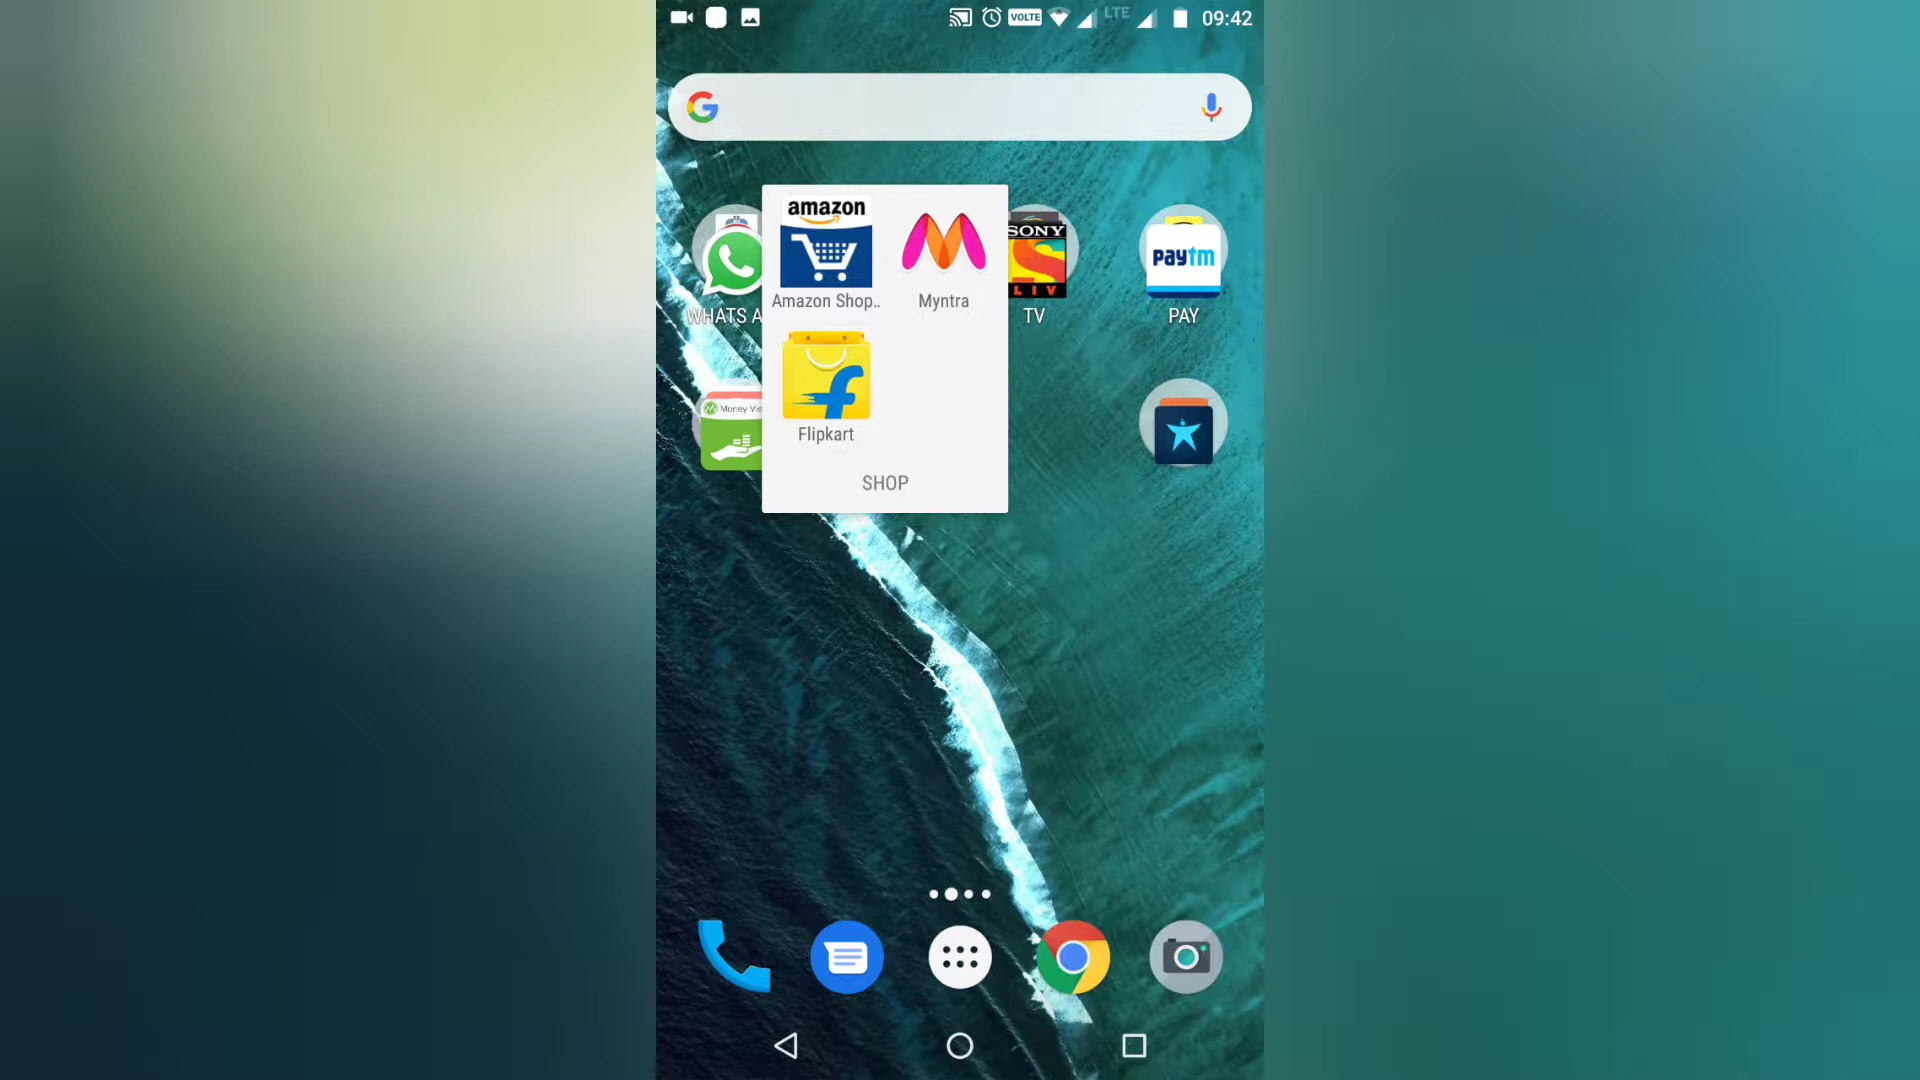 VOLTE LTE 09:42
G
amazon
SONY
LIV
paytm
Amazon Shop..
Myntra
WHATS A
TV
PAY
Money Vie
Flipkart
SHOP